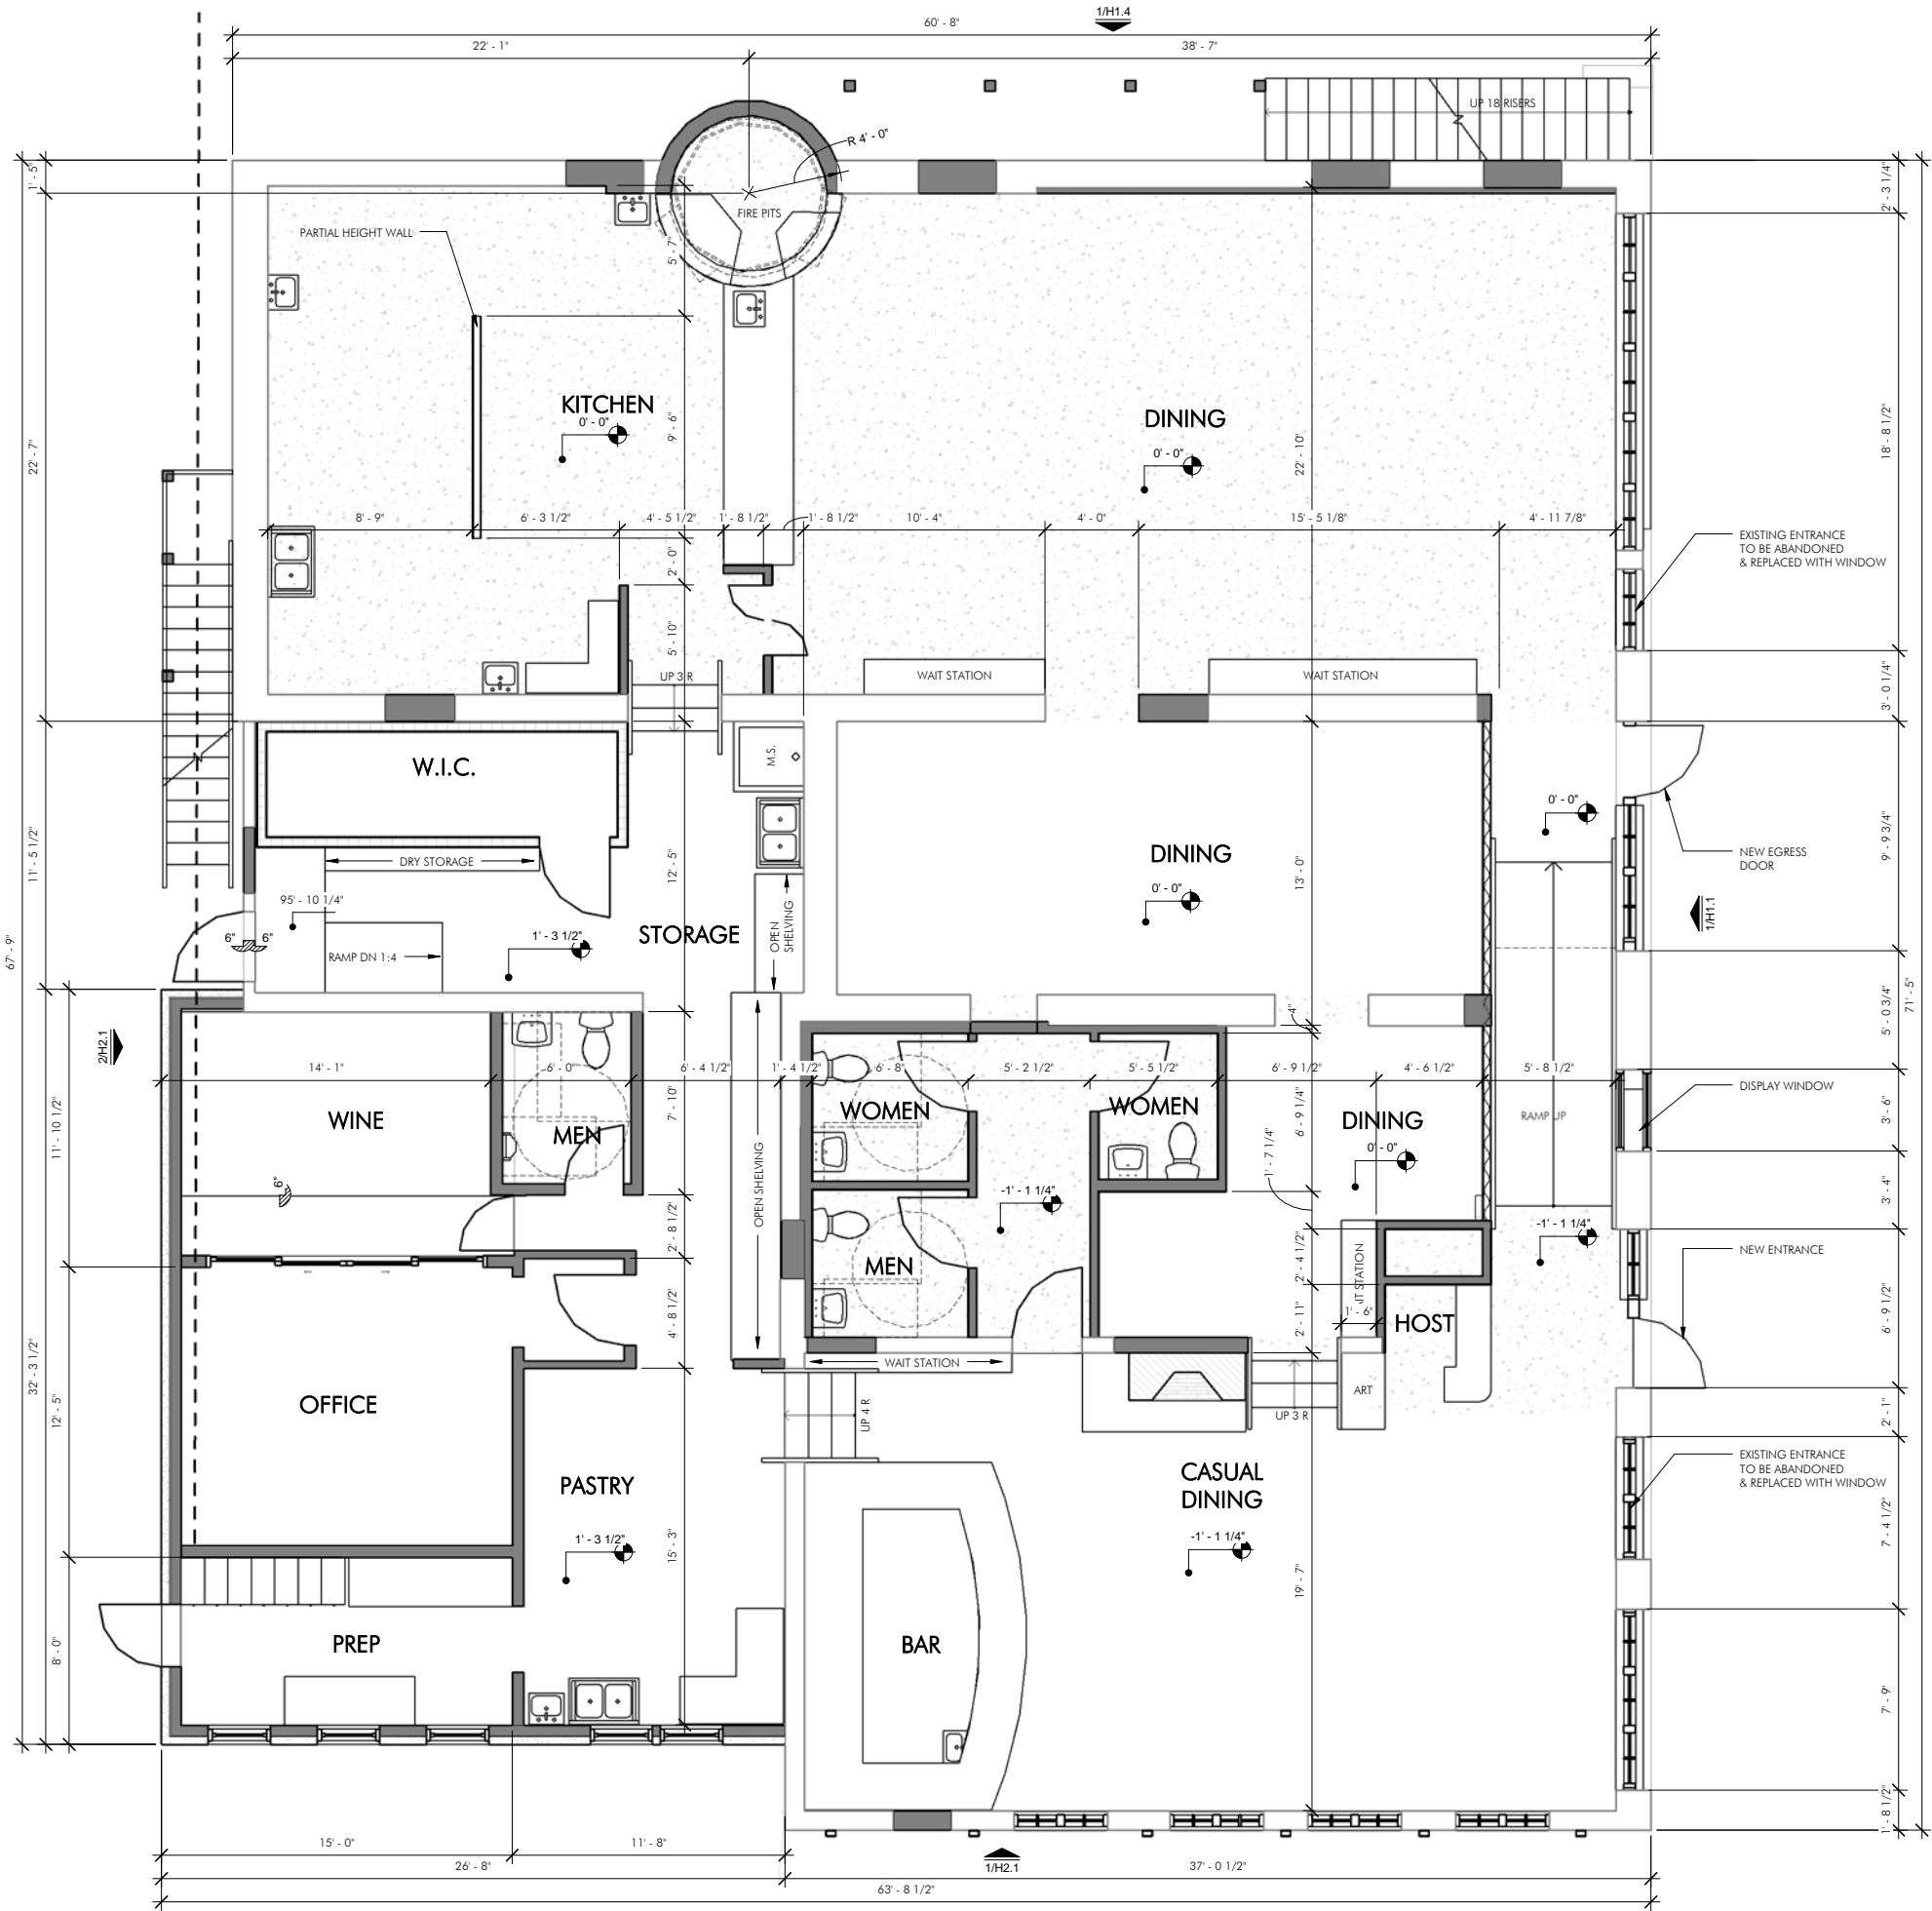 1/H1.4
60' - 8"
22' - 1"
38' - 7"
UP 18 RISERS
R 4' - 0"
1' - 5"
2' - 3 1/4"
FIRE PITS
PARTIAL HEIGHT WALL
5' - 7"
KITCHEN
0' - 0"
9' - 6"
DINING
0' - 0"
22' - 10"
22' - 7"
18' - 8 1/2"
8' - 9"
6' - 3 1/2"
4' - 5 1/2"
1' - 8 1/2"
1' - 8 1/2"
10' - 4"
4' - 0"
15' - 5 1/8"
4' - 11 7/8"
EXISTING ENTRANCE
TO BE ABANDONED
& REPLACED WITH WINDOW
2' - 0"
5' - 10"
UP 3 R
WAIT STATION
WAIT STATION
3' - 0 1/4"
W.I.C.
M.S.
DRY STORAGE
12' - 5"
DINING
0' - 0"
13' - 0"
0' - 0"
NEW EGRESS
DOOR
9' - 9 3/4"
11' - 5 1/2"
95' - 10 1/4"
6"
6"
RAMP DN 1:4
1' - 3 1/2"
STORAGE
OPEN
SHELVING
1/H1.1
67' - 9"
71' - 5"
5' - 0 3/4"
2/H2.1
4"
14' - 1"
6' - 0"
6' - 4 1/2"
1' - 4 1/2"
6' - 8"
5' - 2 1/2"
5' - 5 1/2"
6' - 9 1/2"
4' - 6 1/2"
5' - 8 1/2"
DISPLAY WINDOW
3' - 6"
WINE
MEN
7' - 10"
WOMEN
WOMEN
6' - 9 1/4"
DINING
0' - 0"
RAMP UP
11' - 10 1/2"
1' - 7 1/4"
6"
OPEN SHELVING
-1' - 1 1/4"
3' - 4"
2' - 8 1/2"
MEN
2' - 4 1/2"
IT STATION
-1' - 1 1/4"
NEW ENTRANCE
4' - 8 1/2"
2' - 11"
1' - 6"
HOST
6' - 9 1/2"
32' - 3 1/2"
12' - 5"
WAIT STATION
ART
UP 3 R
UP 4 R
OFFICE
2' - 1"
PASTRY
CASUAL
DINING
EXISTING ENTRANCE
TO BE ABANDONED
& REPLACED WITH WINDOW
1' - 3 1/2"
15' - 3"
-1' - 1 1/4"
19' - 7"
7' - 4 1/2"
PREP
8' - 0"
BAR
7' - 9"
1' - 8 1/2"
15' - 0"
11' - 8"
26' - 8"
1/H2.1
37' - 0 1/2"
63' - 8 1/2"